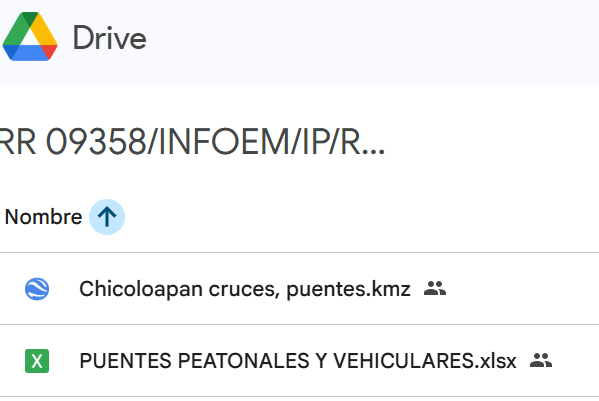 Drive
RR 09358/INFOEM/IP/R...
Nombre
Chicoloapan cruces, puentes.kmz
X PUENTES PEATONALES Y VEHICULARES.xlsx